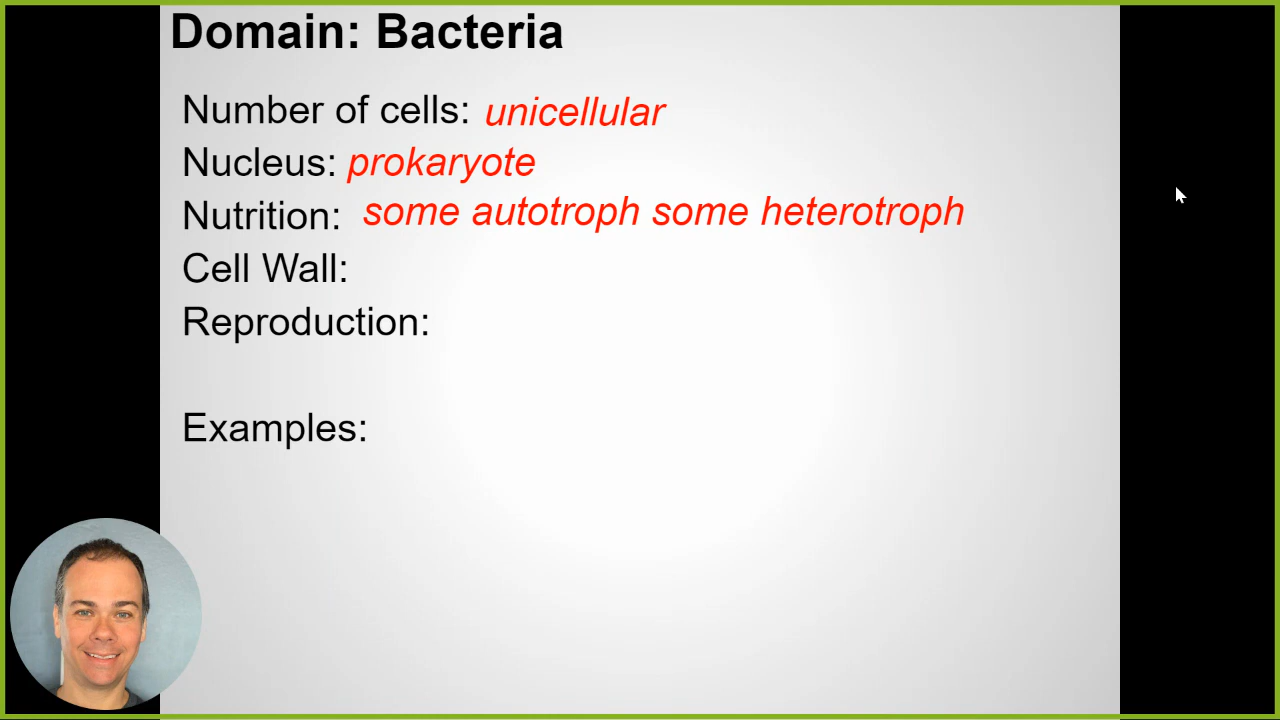 Domain: Bacteria
Number of cells: unicellular
Nucleus: prokaryote
Nutrition: some autotroph some heterotroph
Cell Wall:
Reproduction:
Examples: